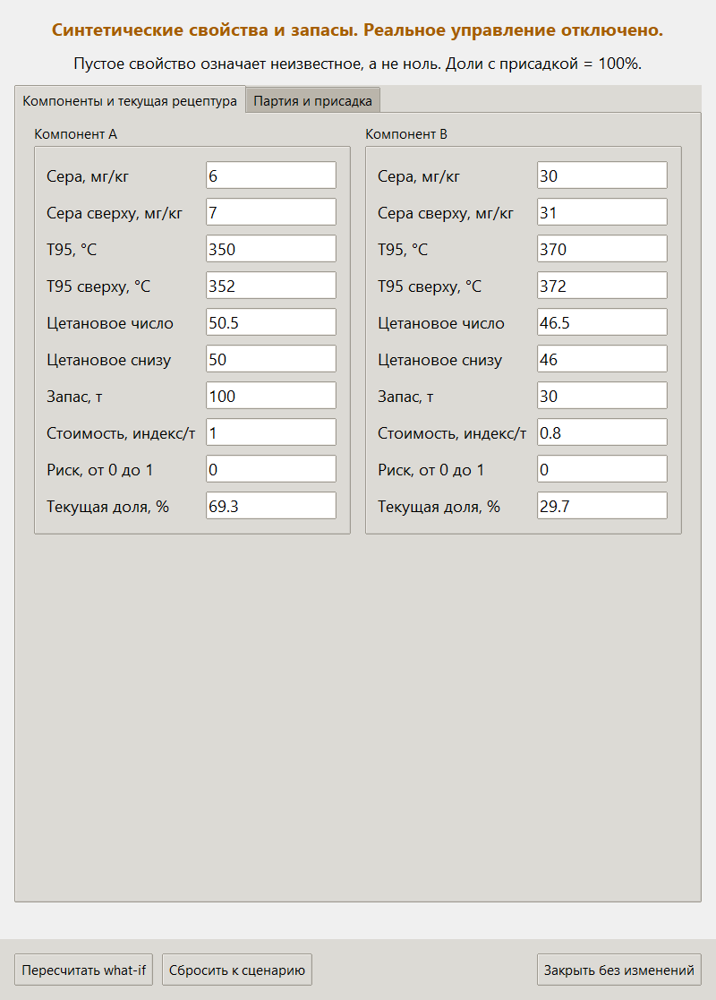 Синтетические свойства и запасы. Реальное управление отключено.
Пустое свойство означает неизвестное, а не ноль. Доли с присадкой = 100%.
Компоненты и текущая рецептура
Партия и присадка
Компонент A
Сера, мг/кг 6
Сера сверху, мг/кг 7
T95, °C 350
T95 сверху, °C 352
Цетановое число 50.5
Цетановое снизу 50
Запас, т 100
Стоимость, индекс/т 1
Риск, от 0 до 1 0
Текущая доля, % 69.3
Компонент B
Сера, мг/кг 30
Сера сверху, мг/кг 31
T95, °C 370
T95 сверху, °C 372
Цетановое число 46.5
Цетановое снизу 46
Запас, т 30
Стоимость, индекс/т 0.8
Риск, от 0 до 1 0
Текущая доля, % 29.7
Пересчитать what-if
Сбросить к сценарию
Закрыть без изменений